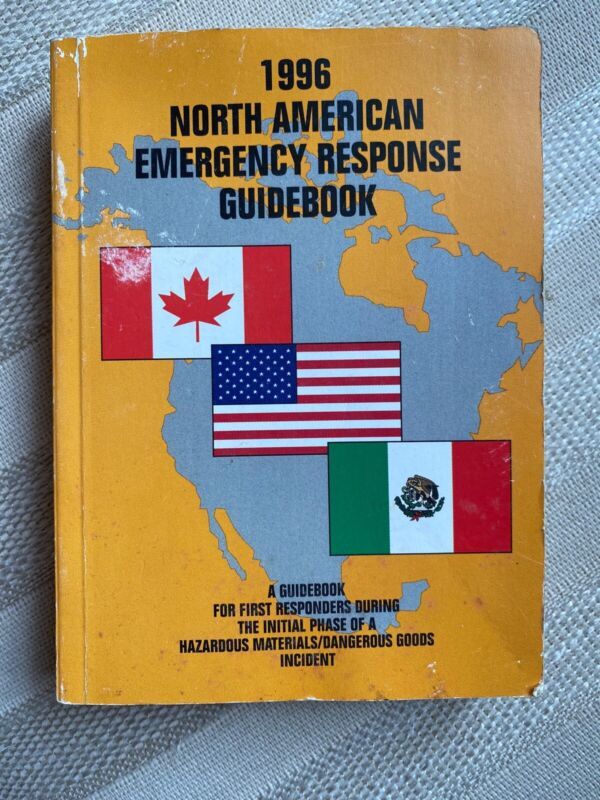 1996
NORTH AMERICAN
EMERGENCY RESPONSE
GUIDEBOOK
A GUIDEBOOK
FOR FIRST RESPONDERS DURING
THE INITIAL PHASE OF A
HAZARDOUS MATERIALS/DANGEROUS GOODS
INCIDENT